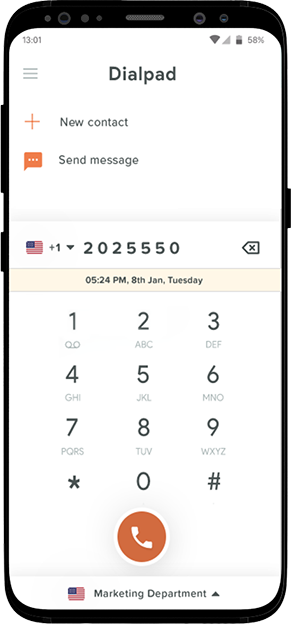 13:01 58%
Dialpad
New contact
Send message
+1 2025550
05:24 PM, 8th Jan, Tuesday
1 2 3
ABC DEF
4 5 6
GHI JKL MNO
7 8 9
PQRS TUV WXYZ
* 0 #
Marketing Department